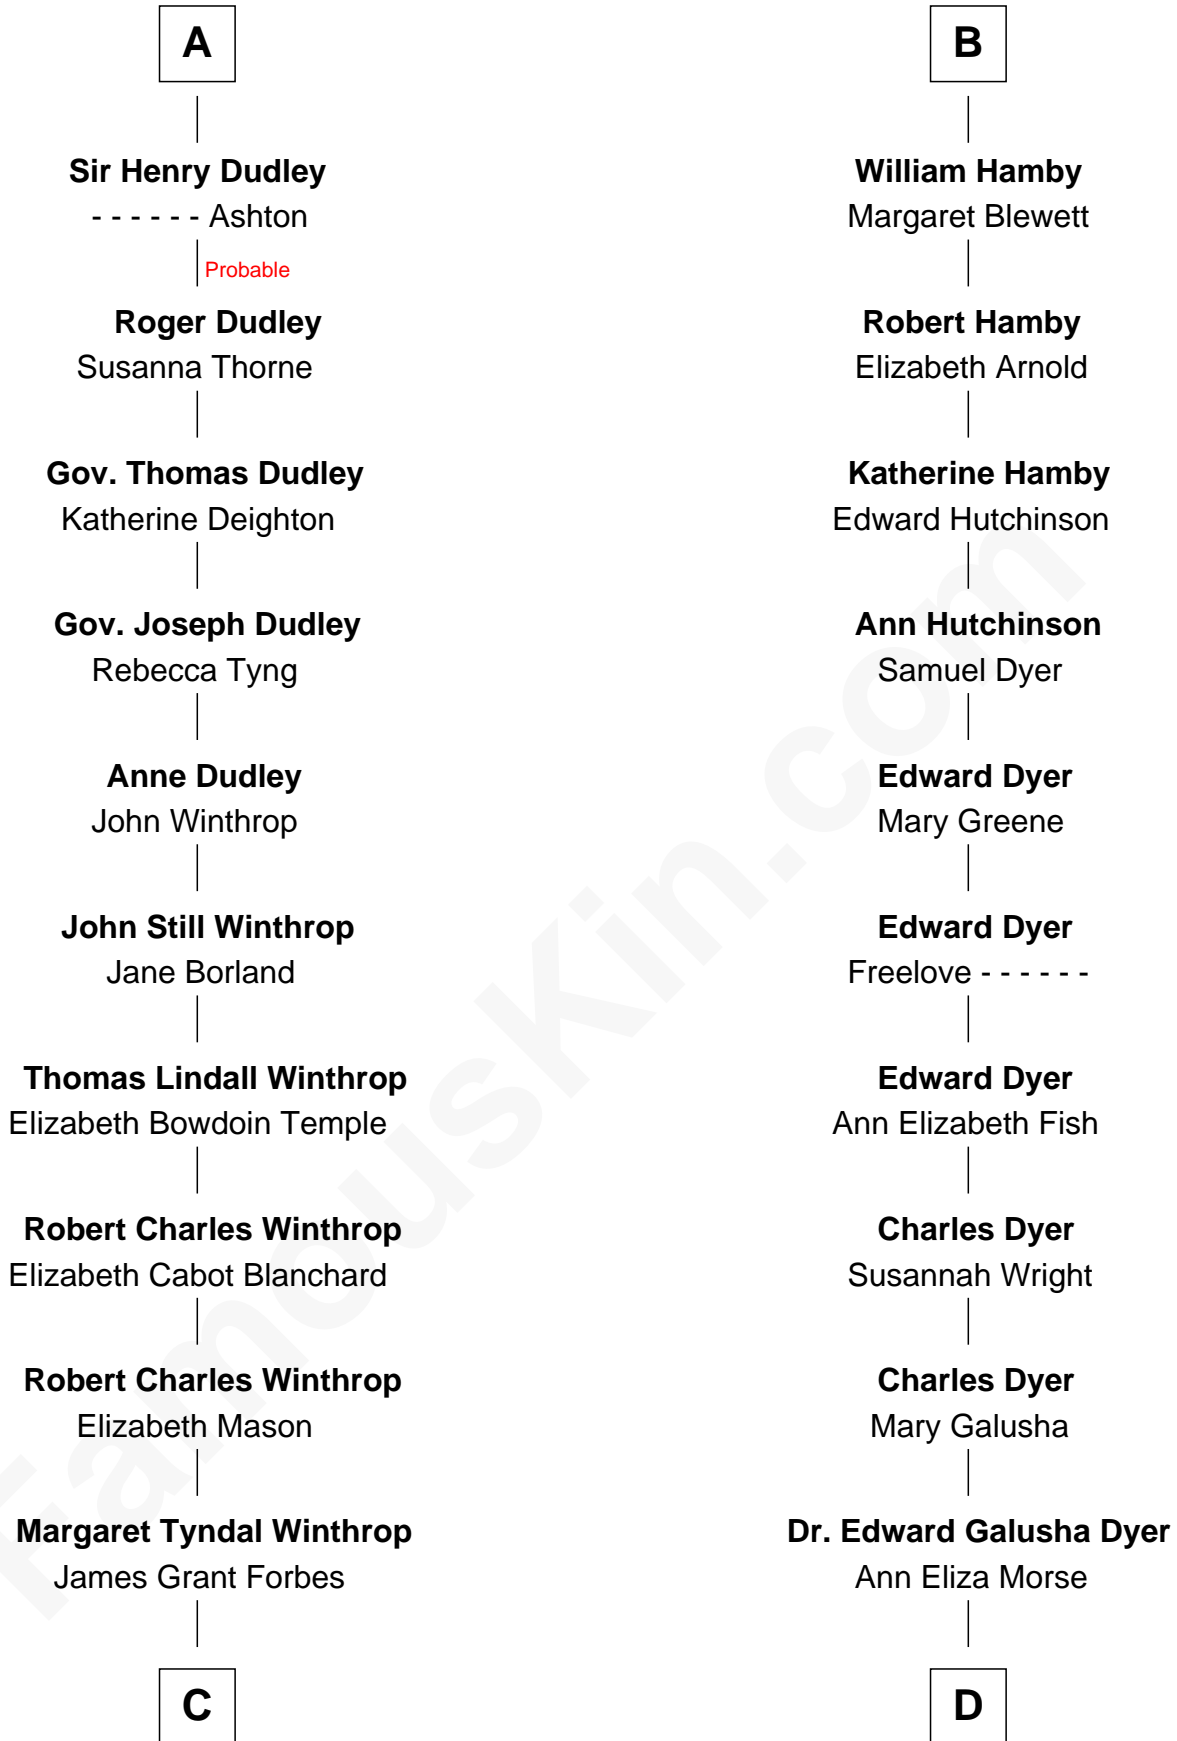 A
Sir Henry Dudley
- - - - - - Ashton
Probable
Roger Dudley
Susanna Thorne
Gov. Thomas Dudley
Katherine Deighton
Gov. Joseph Dudley
Rebecca Tyng
Anne Dudley
John Winthrop
John Still Winthrop
Jane Borland
Thomas Lindall Winthrop
Elizabeth Bowdoin Temple
Robert Charles Winthrop
Elizabeth Cabot Blanchard
Robert Charles Winthrop
Elizabeth Mason
Margaret Tyndal Winthrop
James Grant Forbes
C
B
William Hamby
Margaret Blewett
Robert Hamby
Elizabeth Arnold
Katherine Hamby
Edward Hutchinson
Ann Hutchinson
Samuel Dyer
Edward Dyer
Mary Greene
Edward Dyer
Freelove - - - - - -
Edward Dyer
Ann Elizabeth Fish
Charles Dyer
Susannah Wright
Charles Dyer
Mary Galusha
Dr. Edward Galusha Dyer
Ann Eliza Morse
D
FamousKin.com